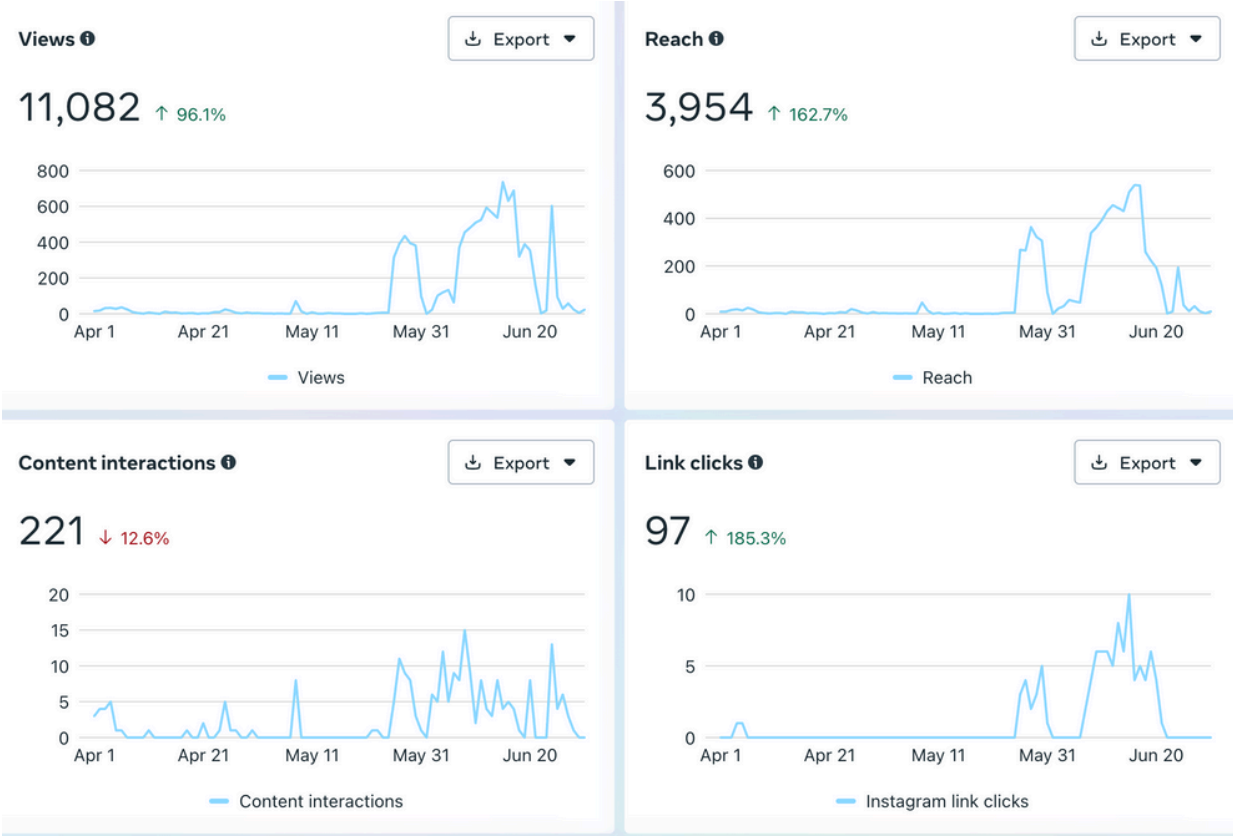 Views
Export
11,082 ↑ 96.1%
800
600
400
200
0
Apr 1 Apr 21 May 11 May 31 Jun 20
Views
Reach
Export
3,954 ↑ 162.7%
600
400
200
0
Apr 1 Apr 21 May 11 May 31 Jun 20
Reach
Content interactions
Export
221 ↓ 12.6%
20
15
10
5
0
Apr 1 Apr 21 May 11 May 31 Jun 20
Content interactions
Link clicks
Export
97 ↑ 185.3%
10
5
0
Apr 1 Apr 21 May 11 May 31 Jun 20
Instagram link clicks